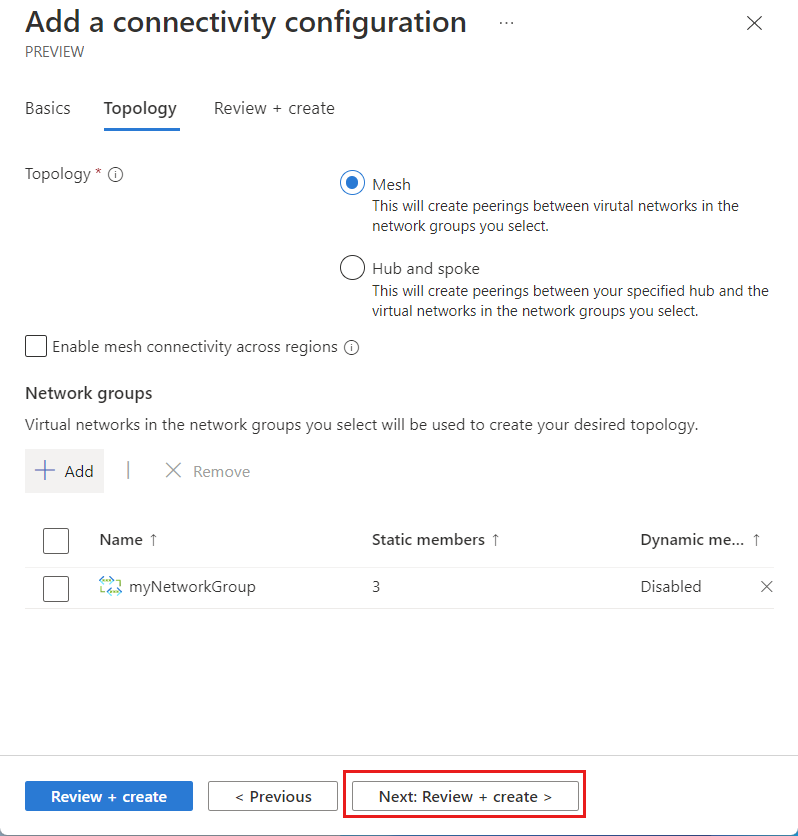 Add a connectivity configuration ...
PREVIEW
Basics Topology Review + create
Topology *
Mesh
This will create peerings between virutal networks in the
network groups you select.
Hub and spoke
This will create peerings between your specified hub and the
virtual networks in the network groups you select.
Enable mesh connectivity across regions
Network groups
Virtual networks in the network groups you select will be used to create your desired topology.
+ Add | Remove
Name ↑ Static members ↑ Dynamic me... ↑
myNetworkGroup 3 Disabled
Review + create < Previous Next: Review + create >